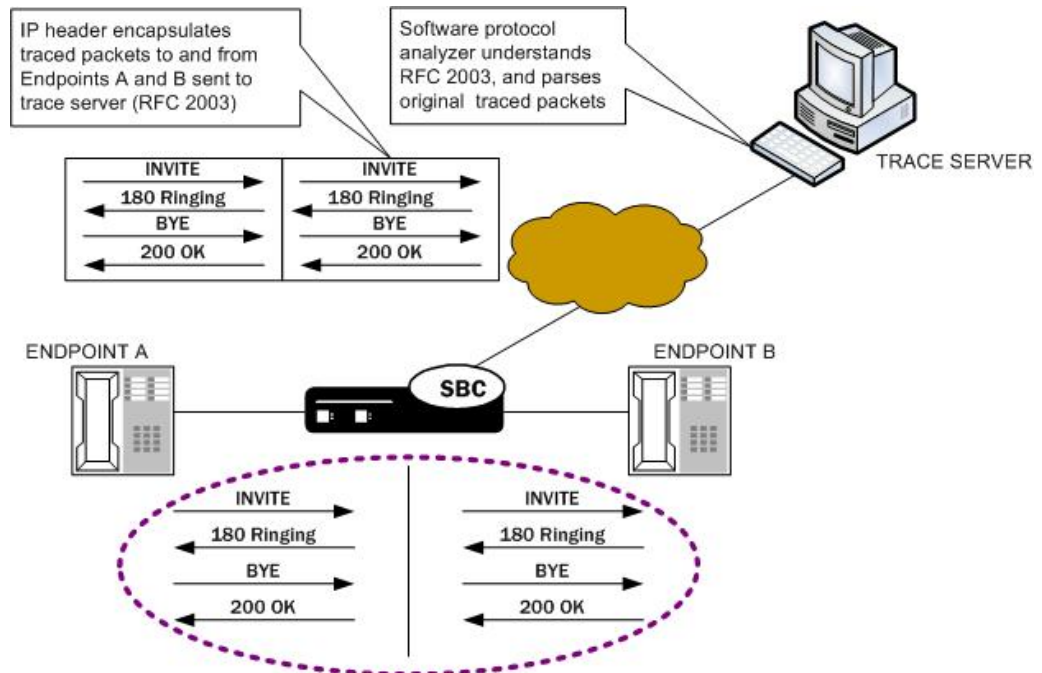 IP header encapsulates
traced packets to and from
Endpoints A and B sent to
trace server (RFC 2003)
Software protocol
analyzer understands
RFC 2003, and parses
original traced packets
TRACE SERVER
INVITE
180 Ringing
BYE
200 OK
INVITE
180 Ringing
BYE
200 OK
ENDPOINT A
SBC
ENDPOINT B
INVITE
180 Ringing
BYE
200 OK
INVITE
180 Ringing
BYE
200 OK